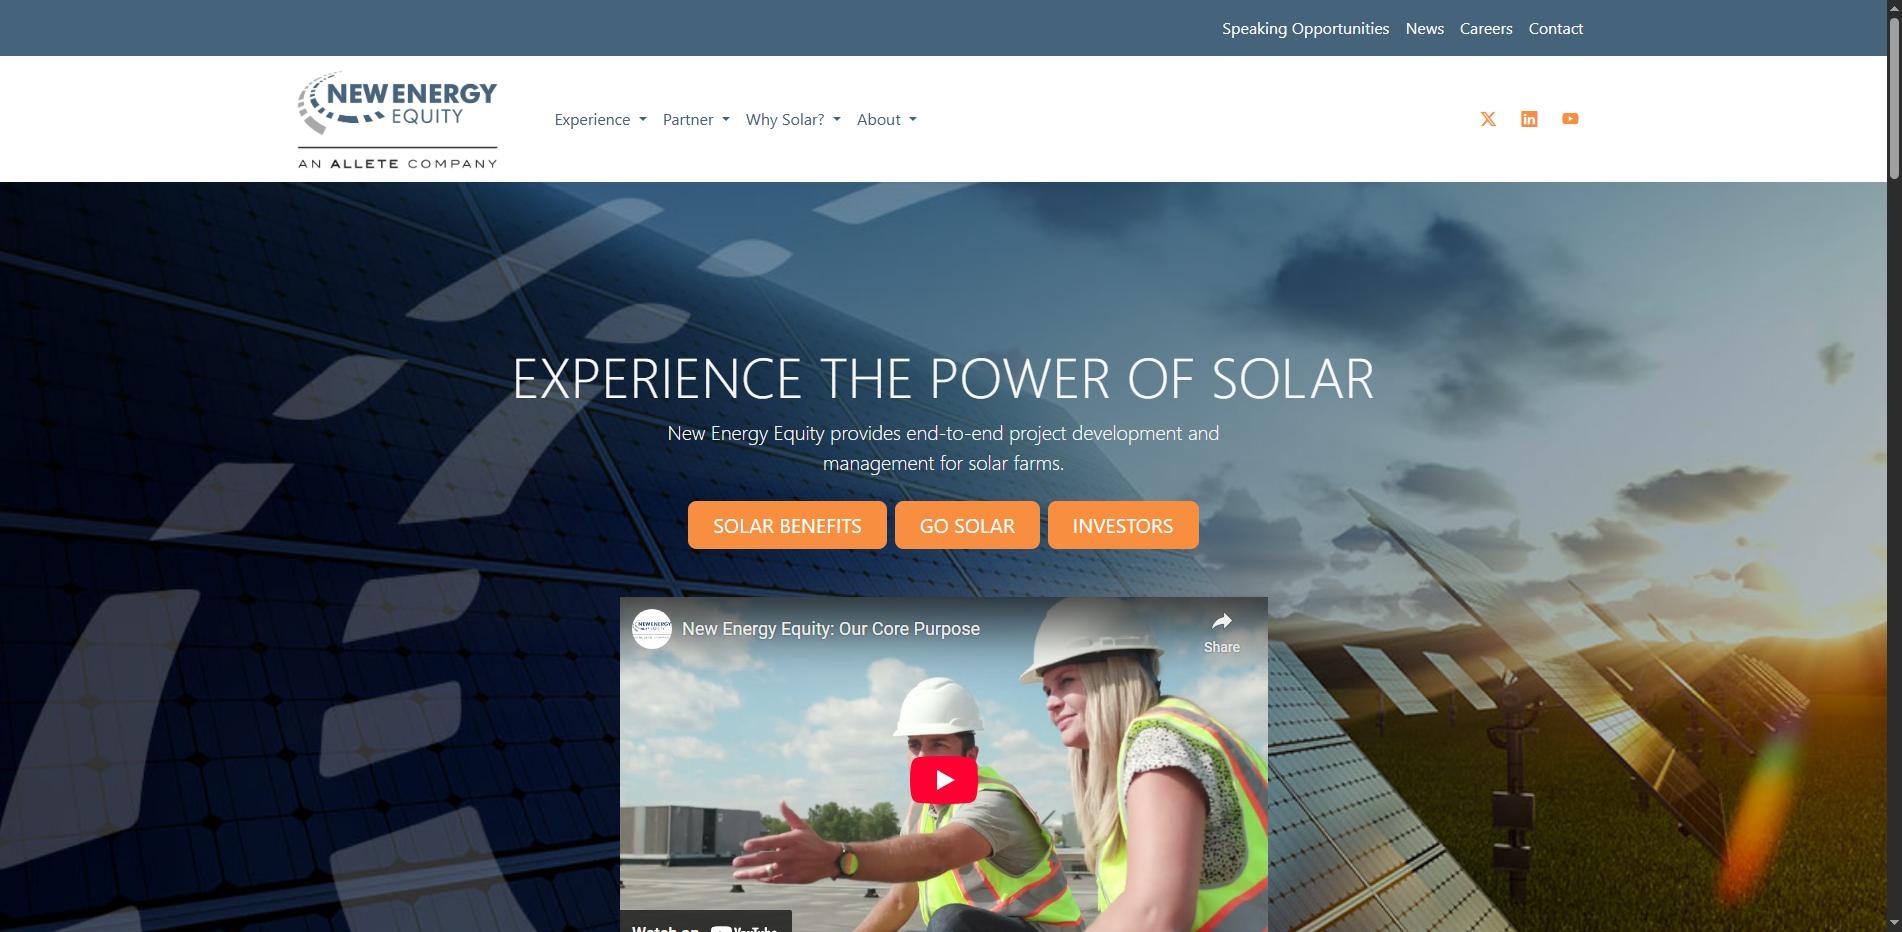 Speaking Opportunities News Careers Contact
NEW ENERGY
EQUITY
AN ALLETE COMPANY
Experience Partner Why Solar? About
EXPERIENCE THE POWER OF SOLAR
New Energy Equity provides end-to-end project development and
management for solar farms.
SOLAR BENEFITS GO SOLAR INVESTORS
NEW ENERGY
New Energy Equity: Our Core Purpose
Share
Watch on YouTube